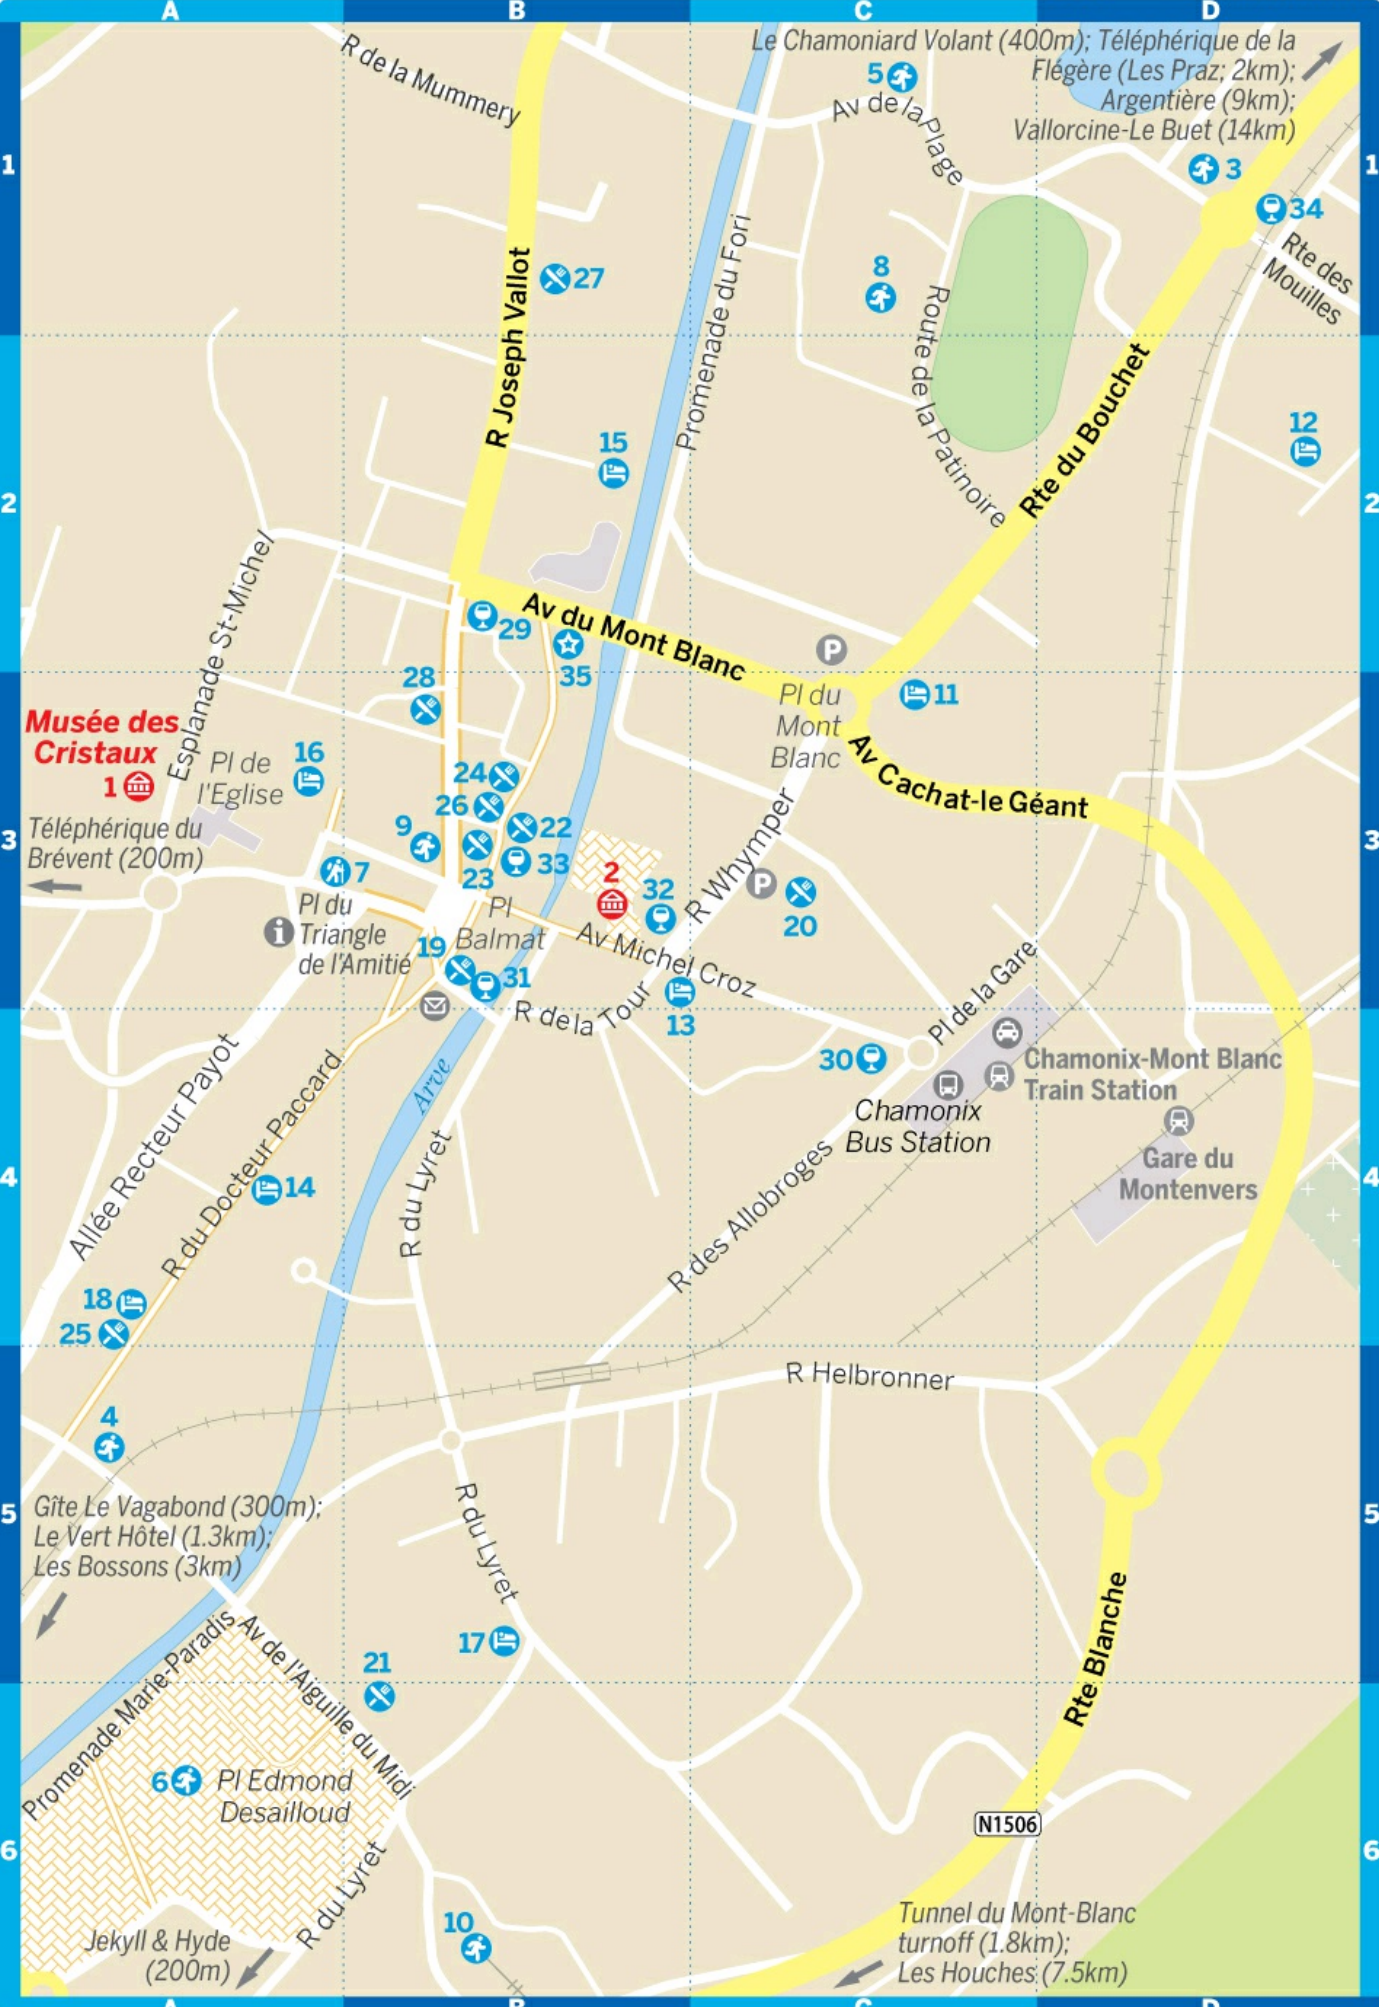 A
B
C
D
R de la Mummery
Le Chamoniard Volant (400m); Téléphérique de la
Flégère (Les Praz; 2km);
Argentière (9km);
Vallorcine-Le Buet (14km)
5
Av de la Plage
1
1
3
34
Rte des
Mouilles
8
27
R Joseph Vallot
Promenade du Fori
Route de la Patinoire
Rte du Bouchet
12
15
2
2
Esplanade St-Michel
29
Av du Mont Blanc
35
P
28
11
Pl du
Mont
Blanc
Musée des
Cristaux
1
Pl de
l'Eglise
16
24
26
22
Av Cachat-le Géant
Téléphérique du
Brévent (200m)
3
3
9
7
23
33
2
32
R Whymper
P
20
i
Pl du
Triangle
de l'Amitié
Pl
Balmat
19
31
Av Michel Croz
13
R de la Tour
Pl de la Gare
30
Chamonix-Mont Blanc
Train Station
Chamonix
Bus Station
Arve
Allée Recteur Payot
R du Docteur Paccard
R du Lyret
Gare du
Montenvers
4
4
14
R des Allobroges
18
25
R Helbronner
4
Gîte Le Vagabond (300m);
Le Vert Hôtel (1.3km);
Les Bossons (3km)
5
5
R du Lyret
17
Rte Blanche
21
Promenade Marie-Paradis
Av de l'Aiguille du Midi
6
Pl Edmond
Desailloud
N1506
6
6
R du Lyret
10
Jekyll & Hyde
(200m)
Tunnel du Mont-Blanc
turnoff (1.8km);
Les Houches (7.5km)
A
B
C
D